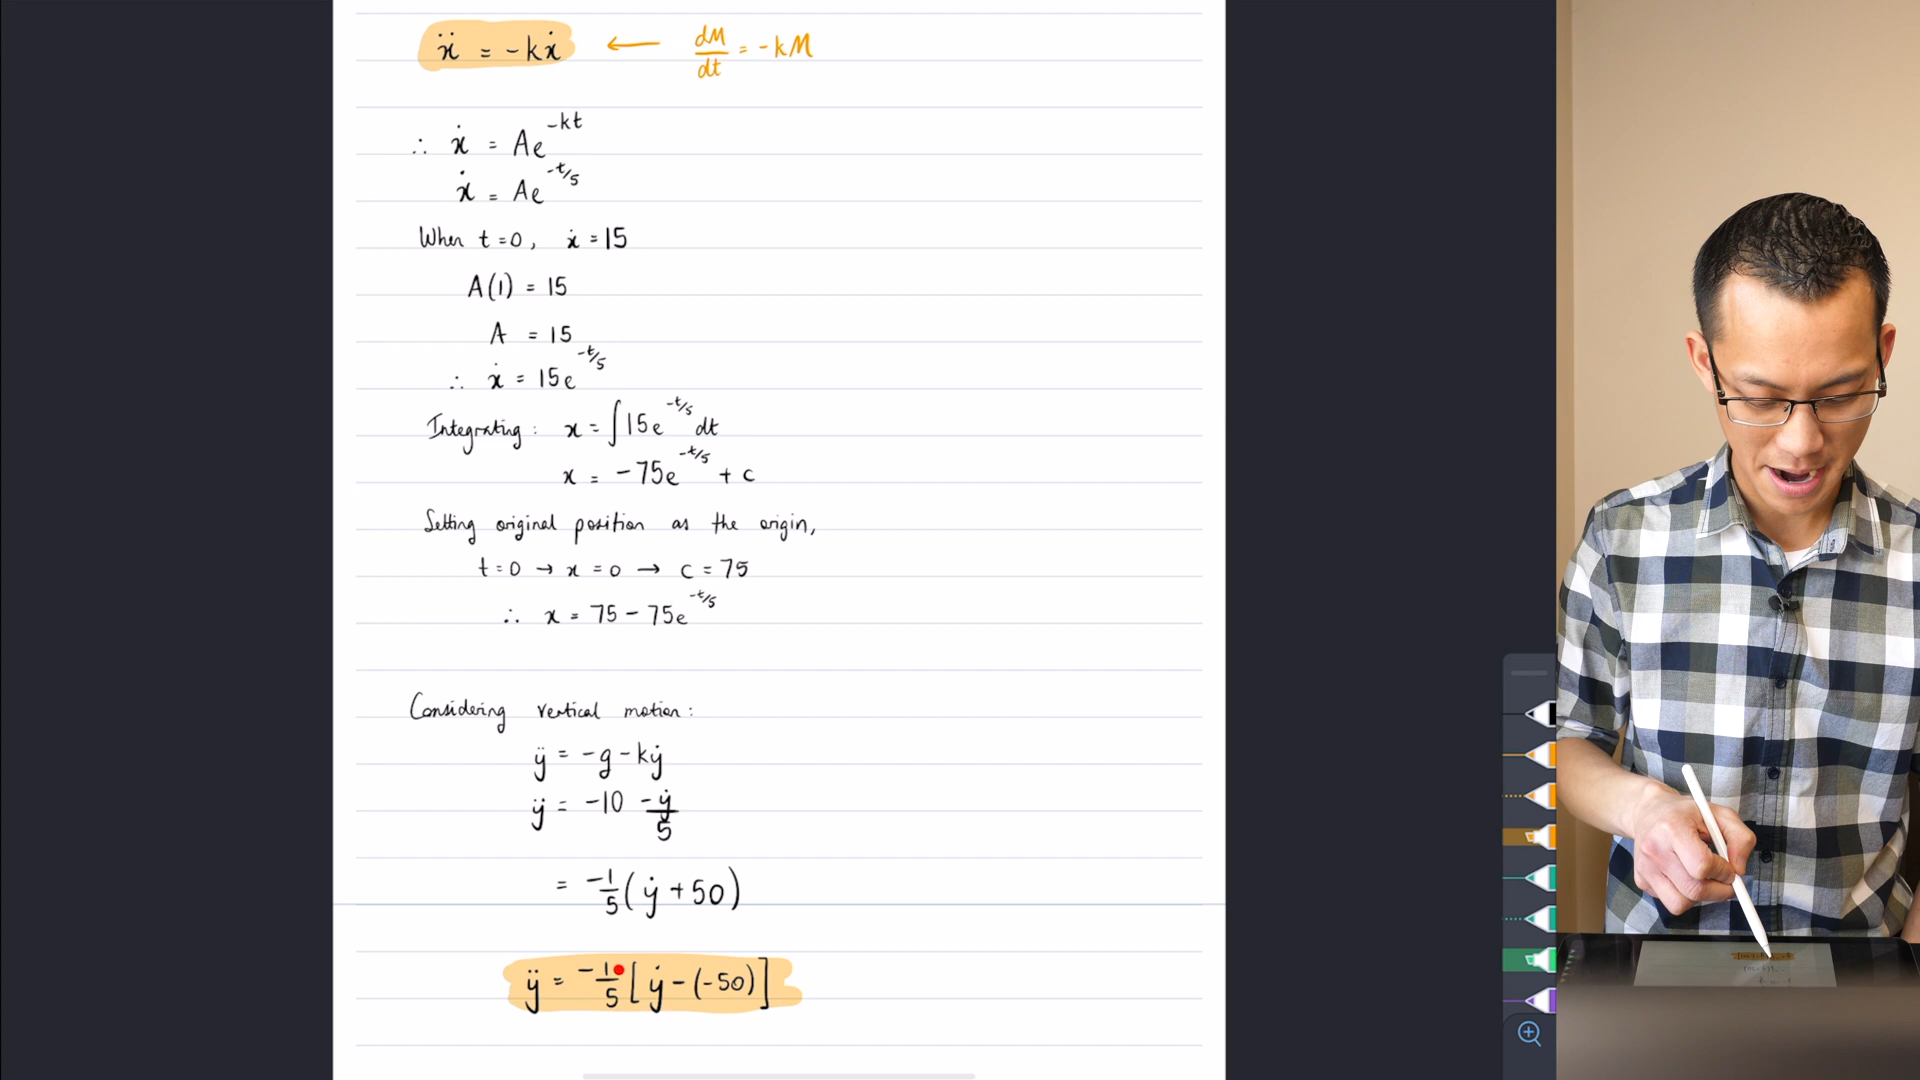 ẍ = -kẋ ← dM/dt = -kM
∴ ẋ = Ae^-kt
ẋ = Ae^-t/5
When t=0, ẋ=15
A(1) = 15
A = 15
∴ ẋ = 15e^-t/5
Integrating: x = ∫15e^-t/5 dt
x = -75e^-t/5 + c
Setting original position as the origin,
t=0 → x=0 → c=75
∴ x = 75 - 75e^-t/5
Considering vertical motion:
ÿ = -g-kẏ
ÿ = -10 -ẏ/5
= -1/5(ẏ+50)
ÿ = -1/5[ẏ-(-50)]